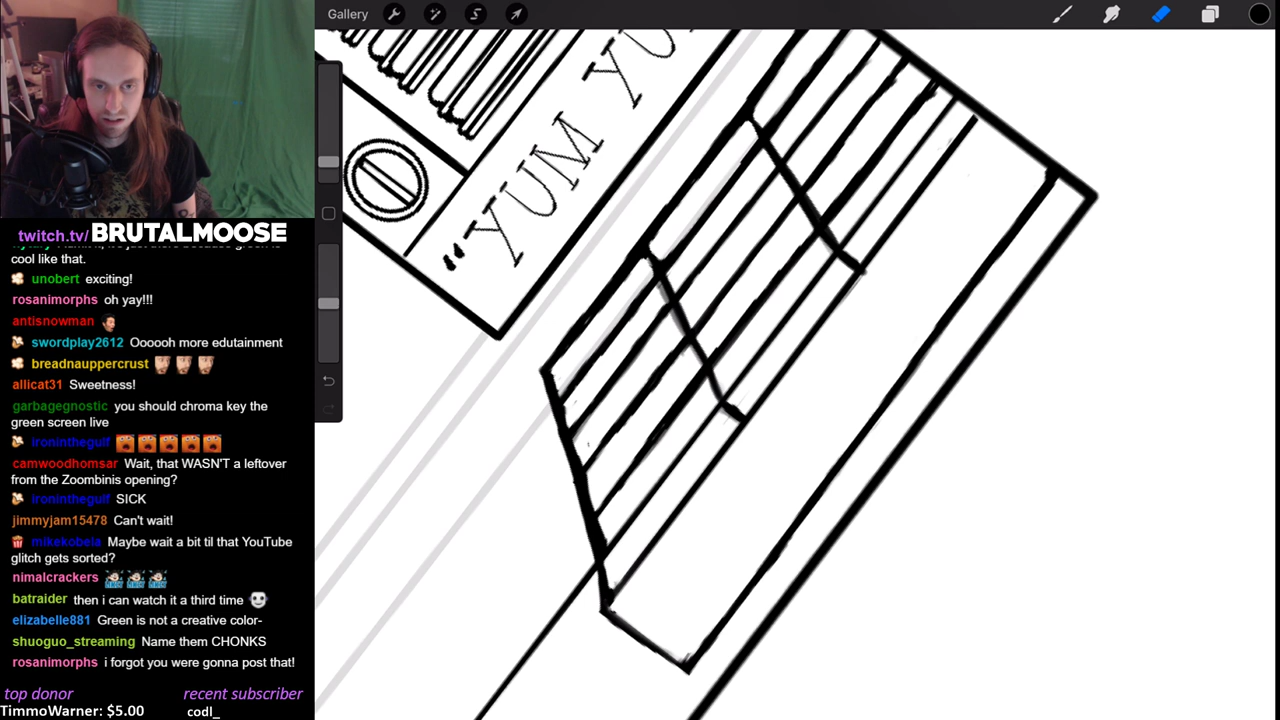 Gallery
"YUM YU
twitch.tv/BRUTALMOOSE
cool like that.
unobert exciting!
rosanimorphs oh yay!!!
antisnowman
swordplay2612 Oooooh more edutainment
breadnauppercrust
allicat31 Sweetness!
garbagegnostic you should chroma key the
green screen live
ironinthegulf
camwoodhomsar Wait, that WASN'T a leftover
from the Zoombinis opening?
ironinthegulf SICK
jimmyjam15478 Can't wait!
mikekobela Maybe wait a bit til that YouTube
glitch gets sorted?
nimalcrackers
batraider then i can watch it a third time
elizabelle881 Green is not a creative color-
shuoguo_streaming Name them CHONKS
rosanimorphs i forgot you were gonna post that!
top donor recent subscriber
TimmoWarner: $5.00 codl_